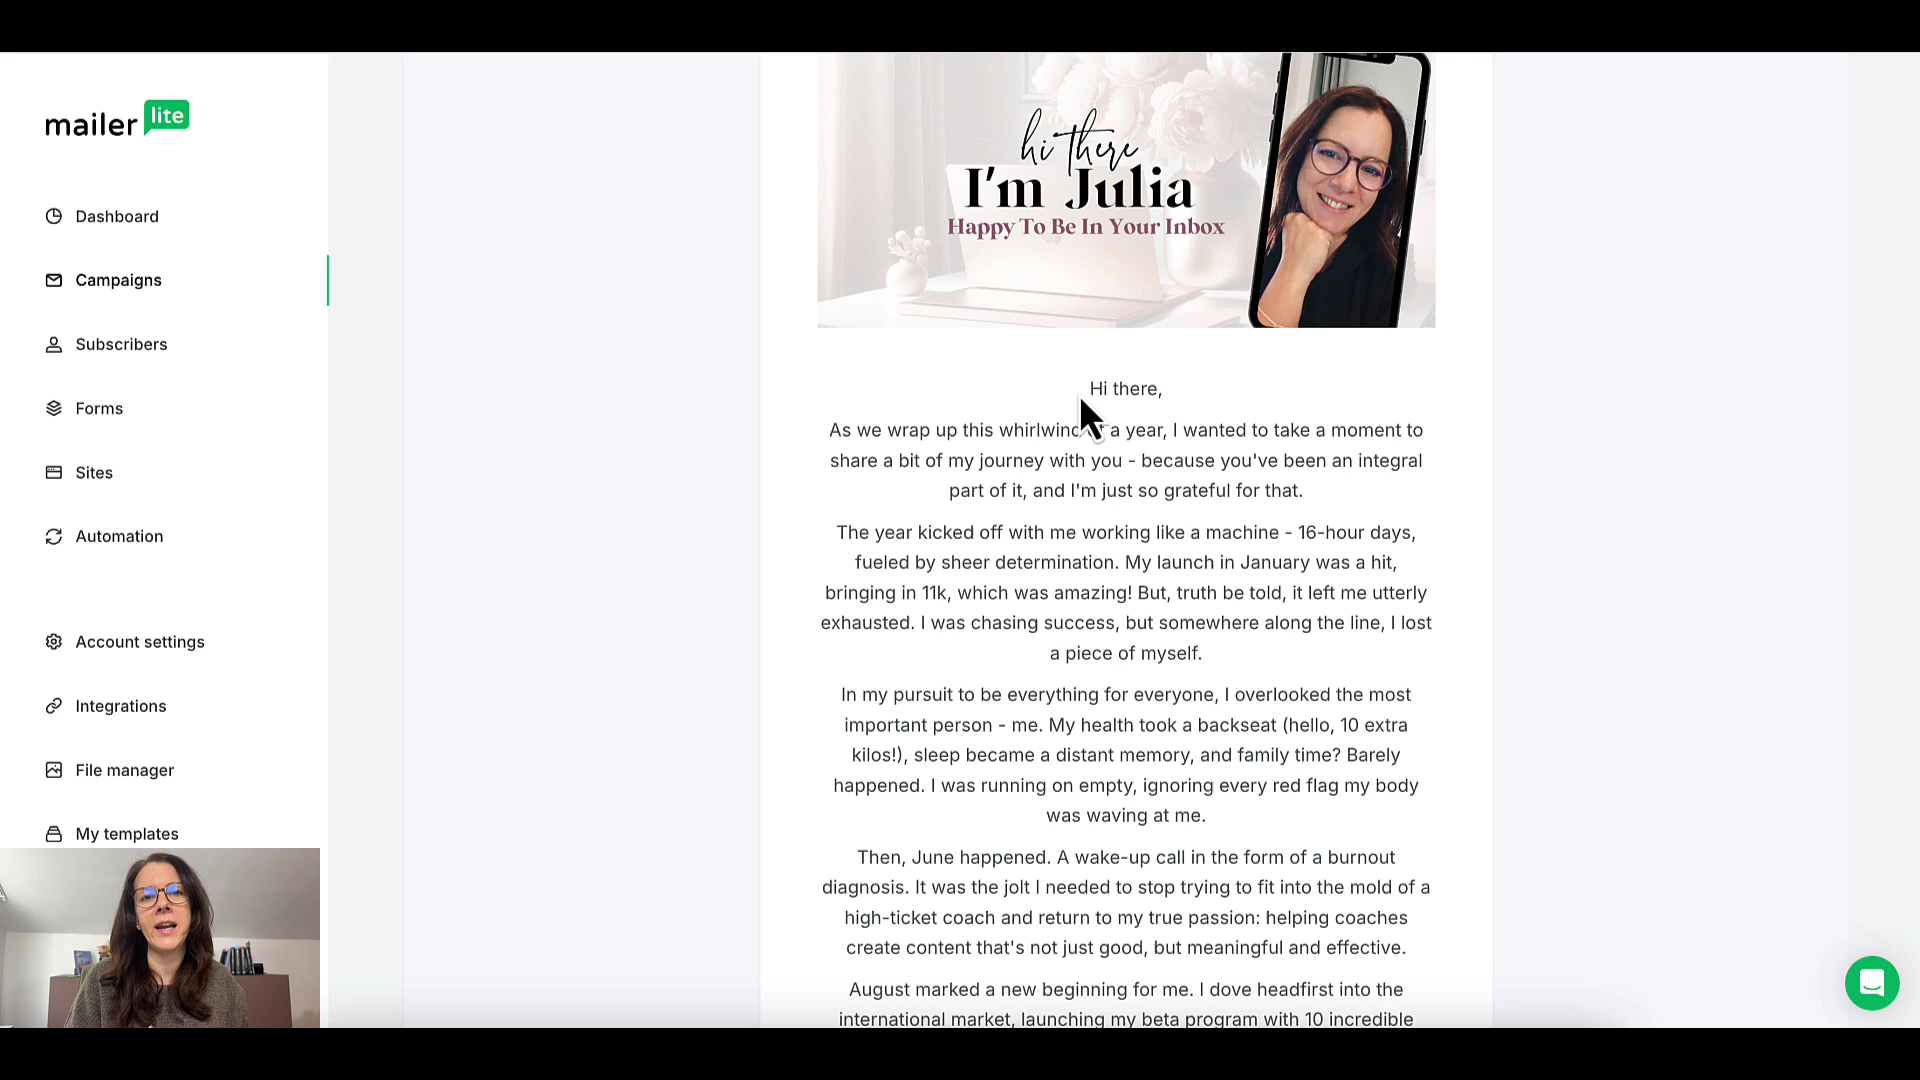 mailer lite
Dashboard
Campaigns
Subscribers
Forms
Sites
Automation
Account settings
Integrations
File manager
My templates
hi there
I'm Julia
Happy To Be In Your Inbox
Hi there,
As we wrap up this whirlwind of a year, I wanted to take a moment to
share a bit of my journey with you - because you've been an integral
part of it, and I'm just so grateful for that.
The year kicked off with me working like a machine - 16-hour days,
fueled by sheer determination. My launch in January was a hit,
bringing in 11k, which was amazing! But, truth be told, it left me utterly
exhausted. I was chasing success, but somewhere along the line, I lost
a piece of myself.
In my pursuit to be everything for everyone, I overlooked the most
important person - me. My health took a backseat (hello, 10 extra
kilos!), sleep became a distant memory, and family time? Barely
happened. I was running on empty, ignoring every red flag my body
was waving at me.
Then, June happened. A wake-up call in the form of a burnout
diagnosis. It was the jolt I needed to stop trying to fit into the mold of a
high-ticket coach and return to my true passion: helping coaches
create content that's not just good, but meaningful and effective.
August marked a new beginning for me. I dove headfirst into the
international market, launching my beta program with 10 incredible